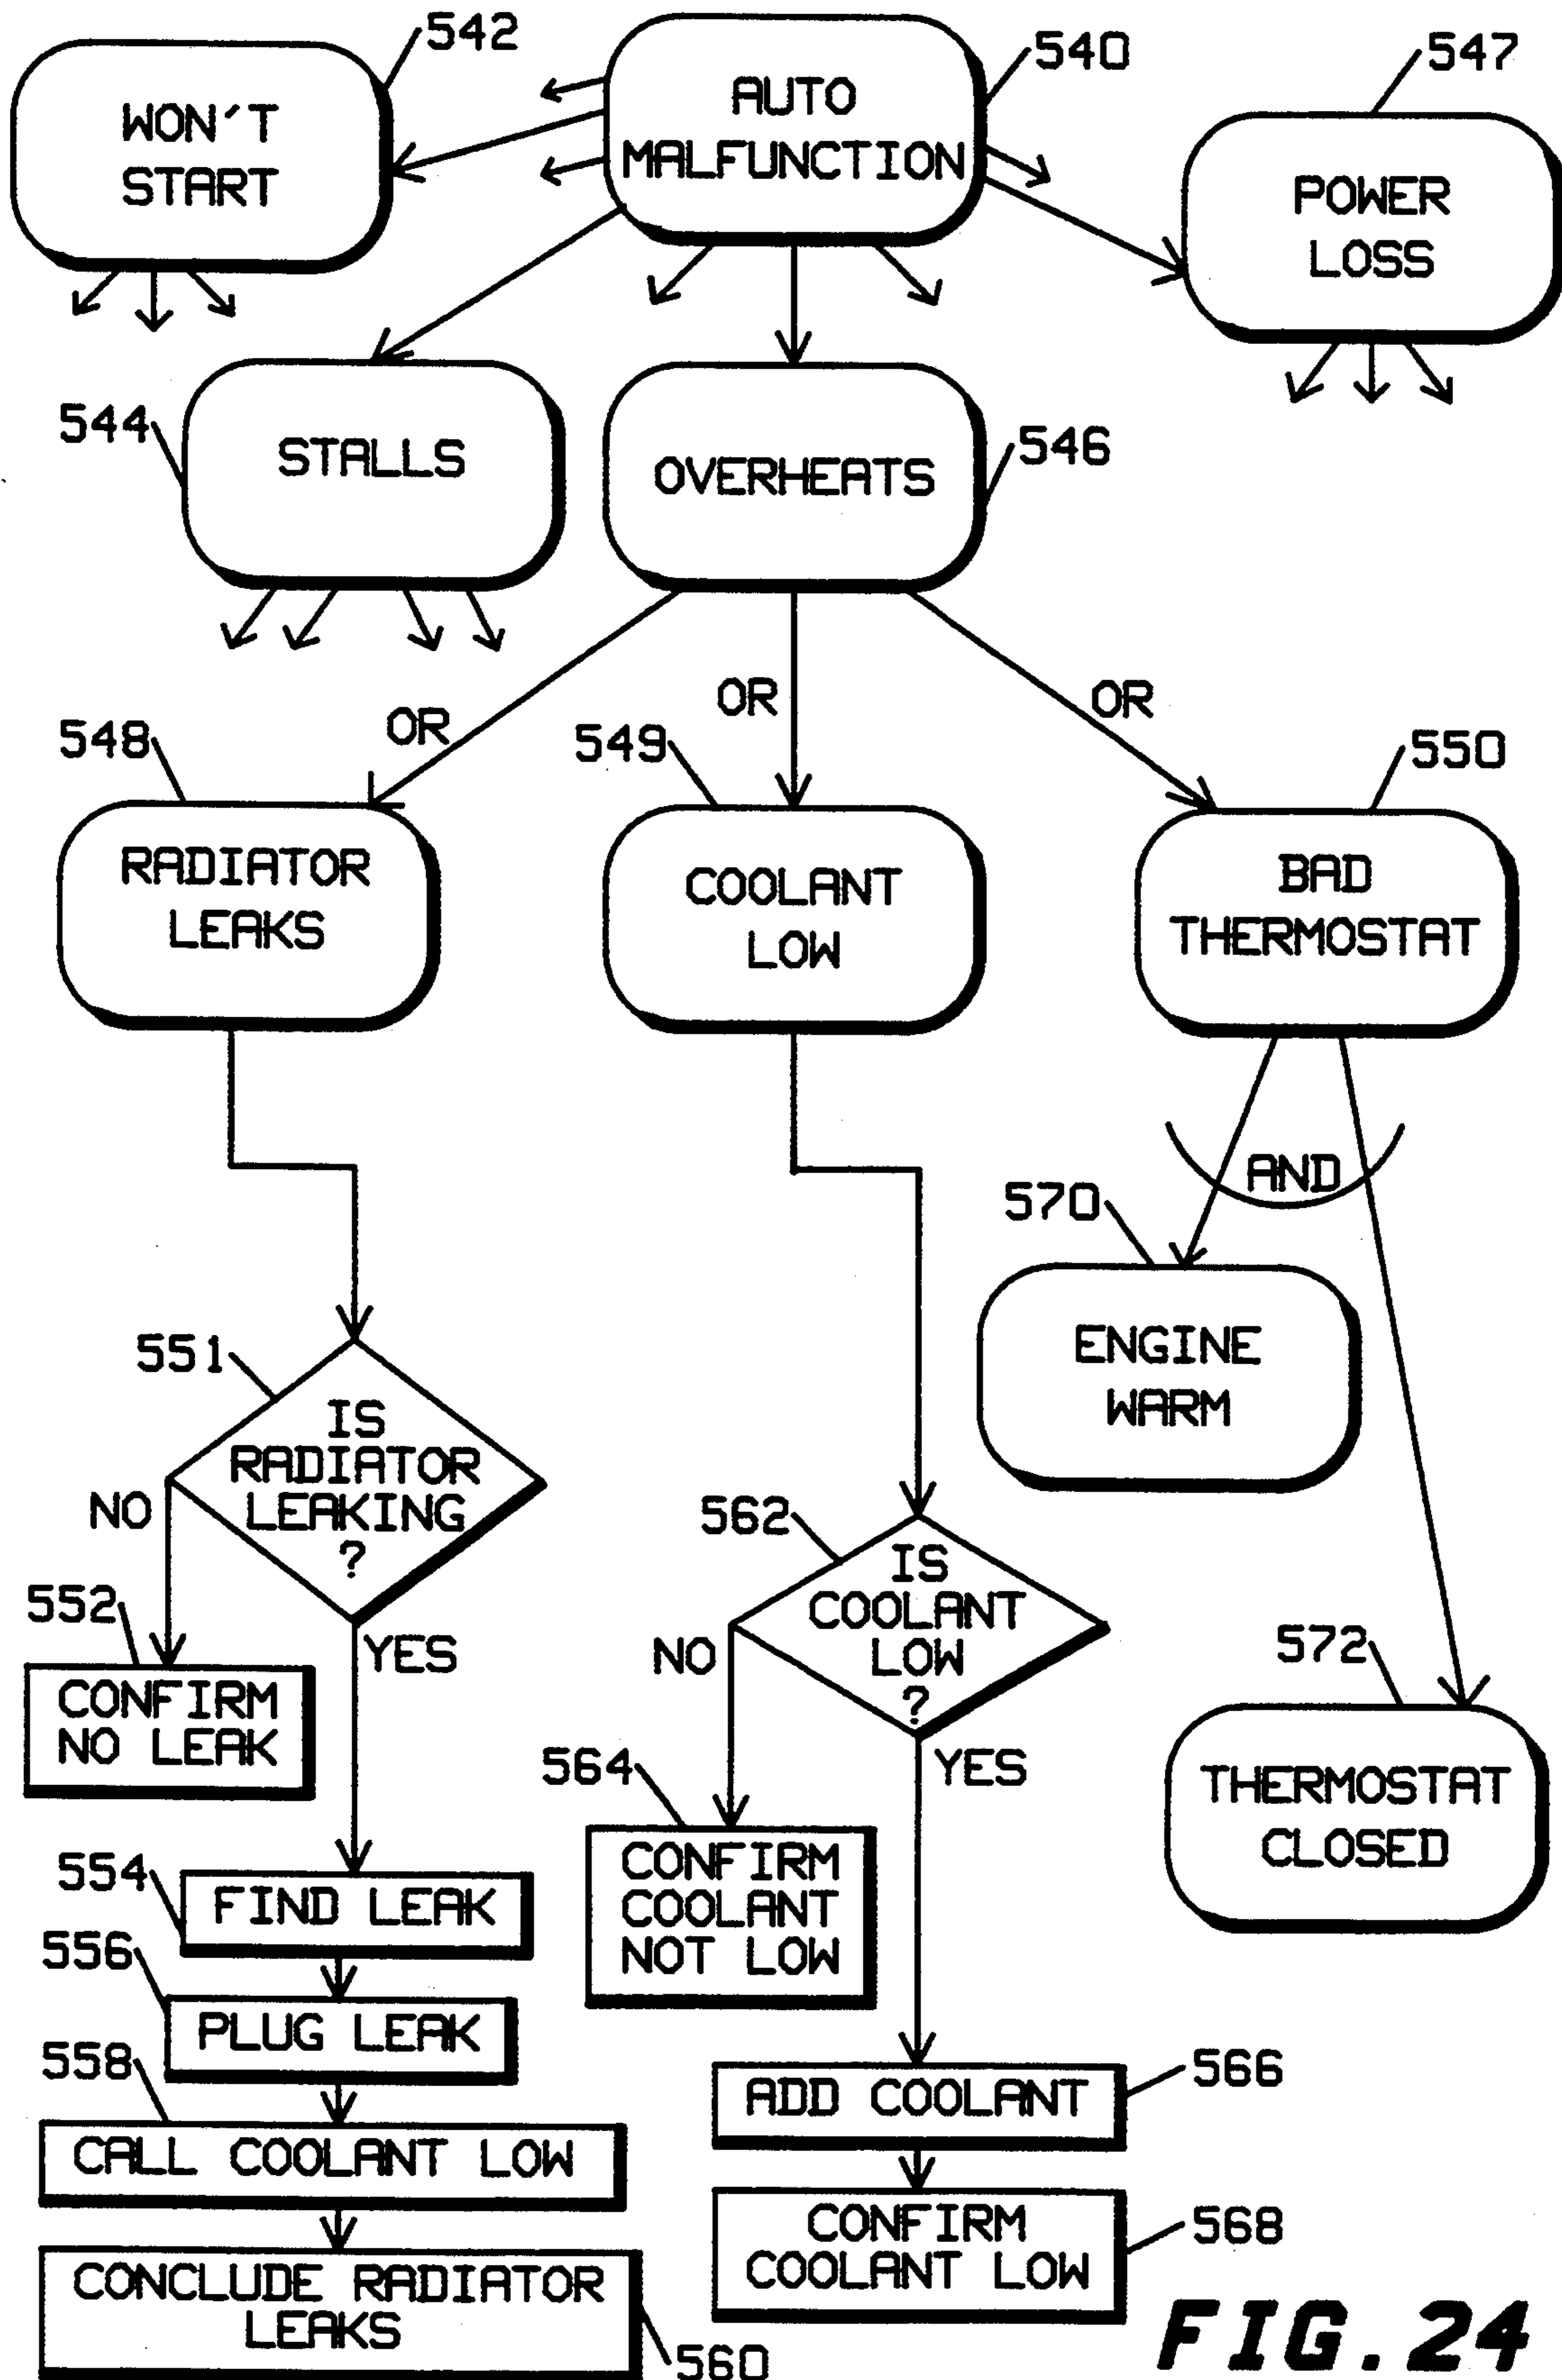 542
540
547
WON'T
START
AUTO
MALFUNCTION
POWER
LOSS
544
STALLS
OVERHEATS
546
OR
OR
OR
548
549
550
RADIATOR
LEAKS
COOLANT
LOW
BAD
THERMOSTAT
AND
570
ENGINE
WARM
551
IS
RADIATOR
LEAKING
?
NO
YES
552
CONFIRM
NO LEAK
562
IS
COOLANT
LOW
?
NO
YES
572
THERMOSTAT
CLOSED
564
CONFIRM
COOLANT
NOT LOW
554
FIND LEAK
556
PLUG LEAK
558
CALL COOLANT LOW
CONCLUDE RADIATOR
LEAKS
560
ADD COOLANT
566
CONFIRM
COOLANT LOW
568
FIG. 24